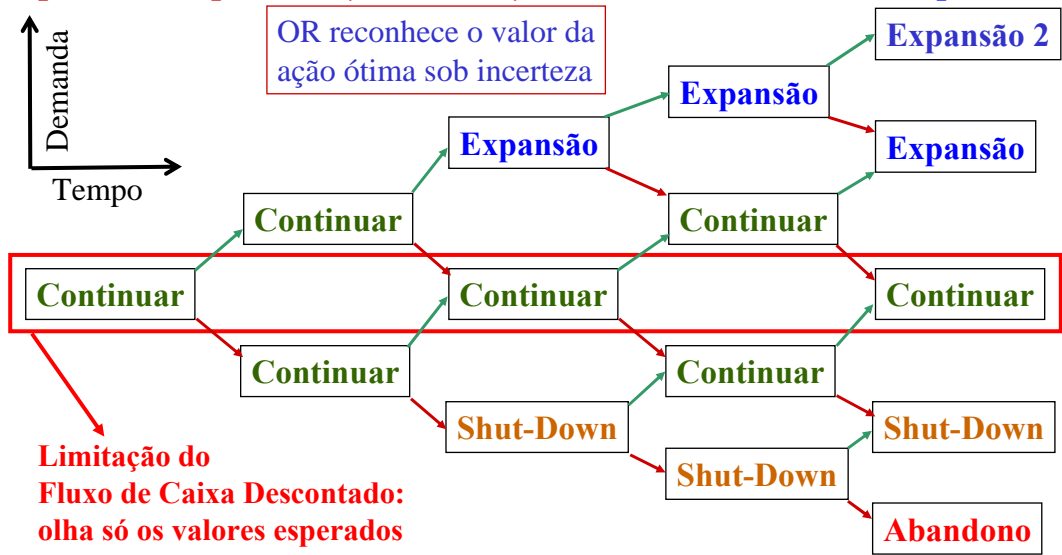 OR reconhece o valor da
ação ótima sob incerteza
Demanda
Tempo
Expansão 2
Expansão
Expansão
Expansão
Continuar
Continuar
Continuar
Continuar
Continuar
Continuar
Continuar
Shut-Down
Shut-Down
Shut-Down
Abandono
Limitação do
Fluxo de Caixa Descontado:
olha só os valores esperados